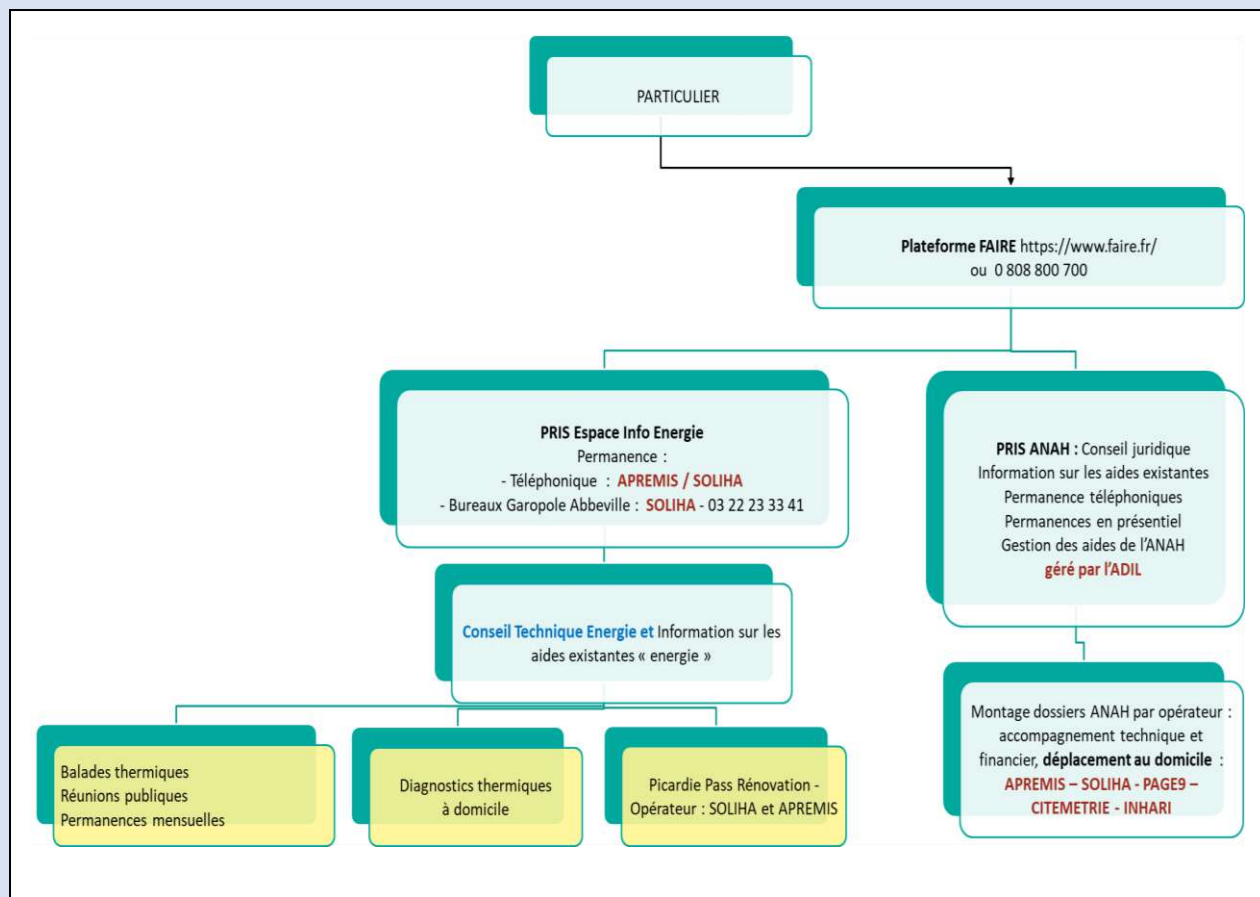 PARTICULIER
Plateforme FAIRE https://www.faire.fr/
ou 0 808 800 700
PRIS Espace Info Energie
Permanence :
- Téléphonique : APREMIS / SOLIHA
- Bureaux Garopole Abbeville : SOLIHA - 03 22 23 33 41
PRIS ANAH : Conseil juridique
Information sur les aides existantes
Permanence téléphoniques
Permanences en présentiel
Gestion des aides de l’ANAH
géré par l’ADIL
Conseil Technique Energie et Information sur les
aides existantes « energie »
Montage dossiers ANAH par opérateur :
accompagnement technique et
financier, déplacement au domicile :
APREMIS – SOLIHA - PAGE9 –
CITEMETRIE - INHARI
Balades thermiques
Réunions publiques
Permanences mensuelles
Diagnostics thermiques
à domicile
Picardie Pass Rénovation -
Opérateur : SOLIHA et APREMIS